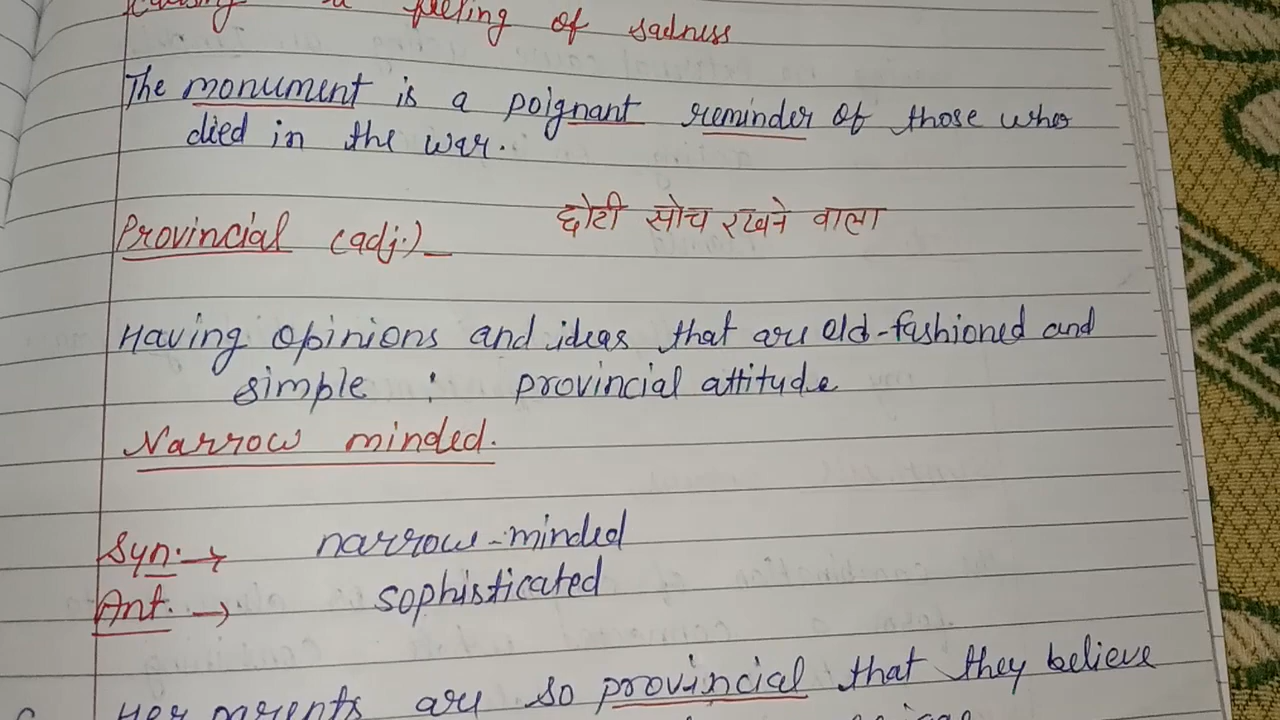 causing a feeling of sadness
The monument is a poignant reminder of those who
died in the war.
Provincial (adj.)_ छोटी सोच रखने वाला
Having opinions and ideas that are old-fashioned and
simple : provincial attitude
Narrow minded.
Syn. → narrow-minded
Ant. → sophisticated
Her parents are so provincial that they believe